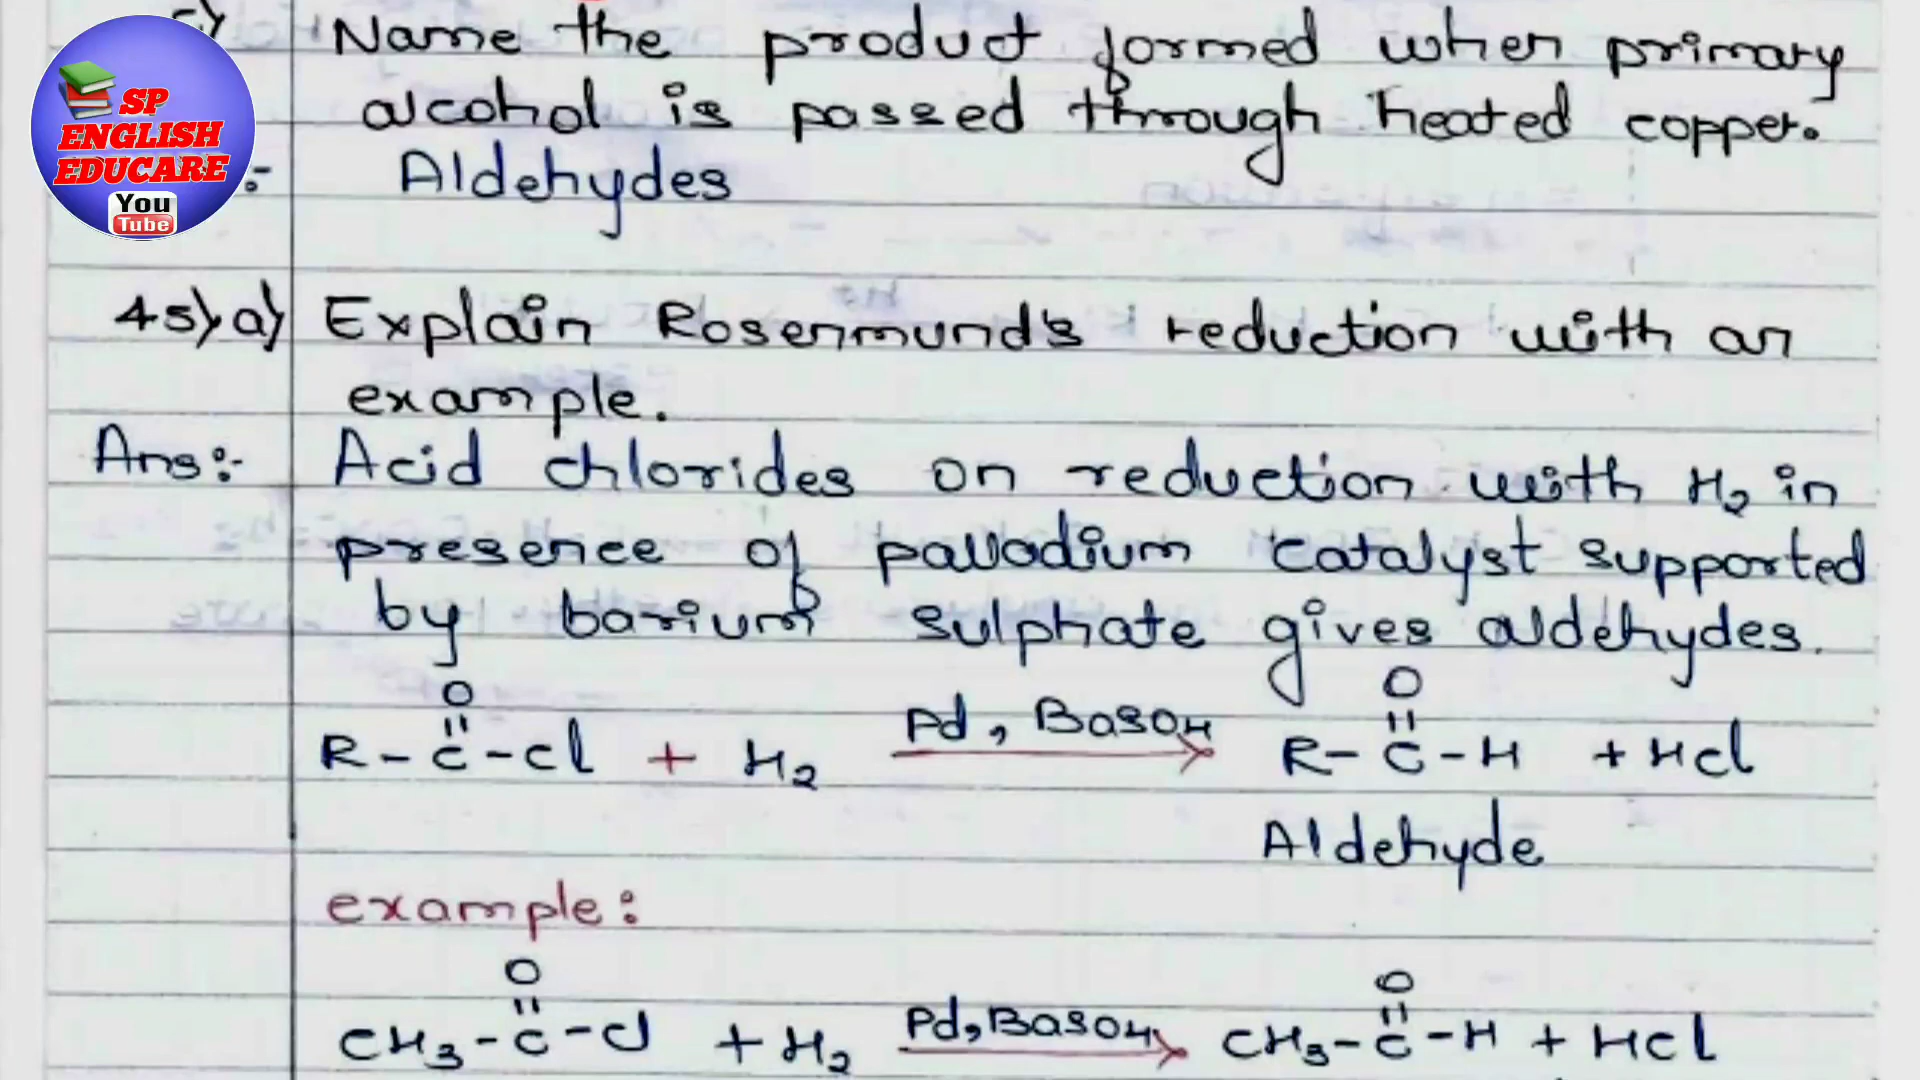 c)
Name the product formed when primary
alcohol is passed through heated copper.
:- Aldehydes
SP
ENGLISH
EDUCARE
You
Tube
45) a) Explain Rosenmund's reduction with an
example.
Ans:- Acid chlorides on reduction with H2 in
presence of palladium catalyst supported
by barium sulphate gives aldehydes.
O O
R-C-Cl + H2 Pd, BaSO4 R-C-H + HCl
Aldehyde
example:
O O
CH3-C-Cl + H2 Pd, BaSO4 CH3-C-H + HCl